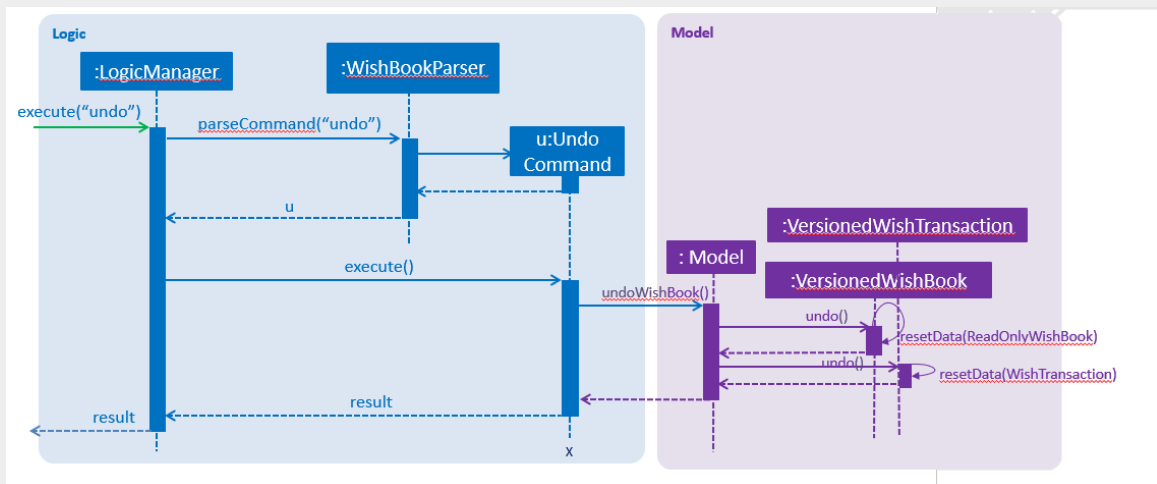 Logic
Model
:LogicManager
:WishBookParser
execute(“undo”)
parseCommand(“undo”)
u:Undo
Command
u
:VersionedWishTransaction
: Model
execute()
:VersionedWishBook
undoWishBook()
undo()
resetData(ReadOnlyWishBook)
undo()
resetData(WishTransaction)
result
result
X